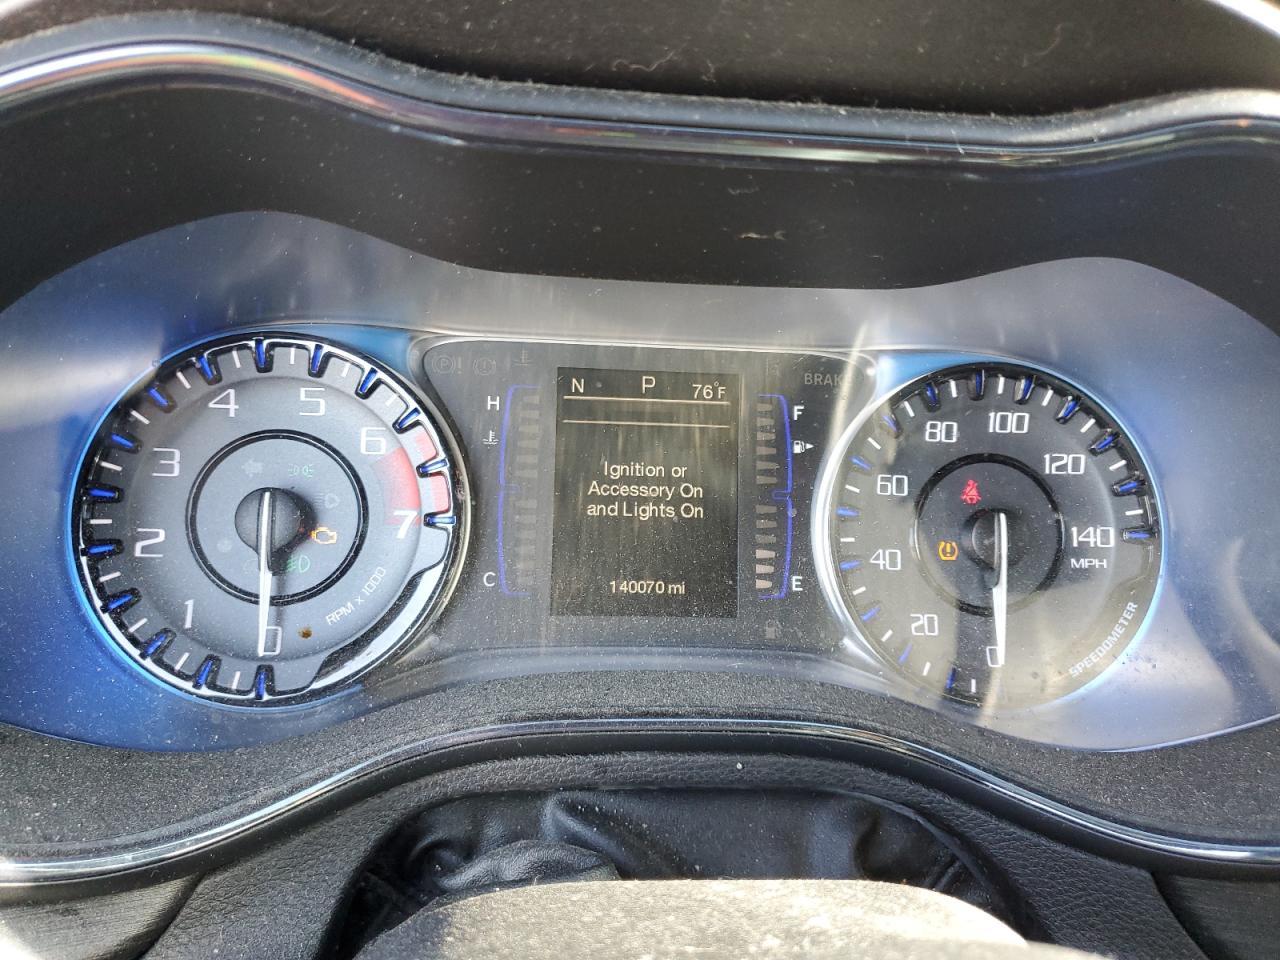 N P 76°F
H
F
Ignition or
Accessory On
and Lights On
C
E
140070 mi
BRAKE
0
1
2
3
4
5
6
7
RPM x 1000
0
20
40
60
80
100
120
140
MPH
SPEEDOMETER